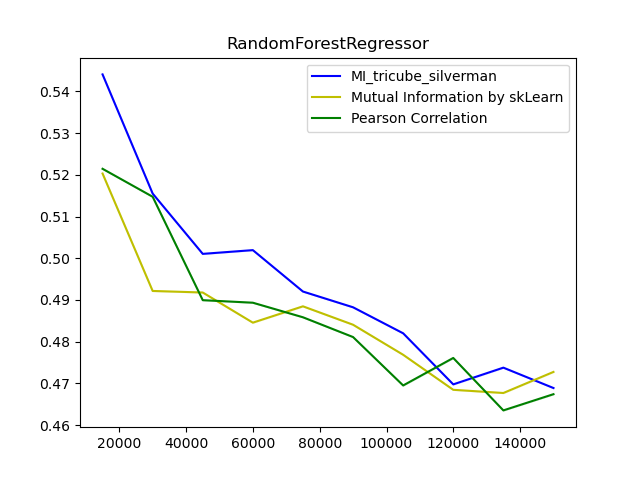 RandomForestRegressor
MI_tricube_silverman
Mutual Information by skLearn
Pearson Correlation
0.54
0.53
0.52
0.51
0.50
0.49
0.48
0.47
0.46
20000 40000 60000 80000 100000 120000 140000